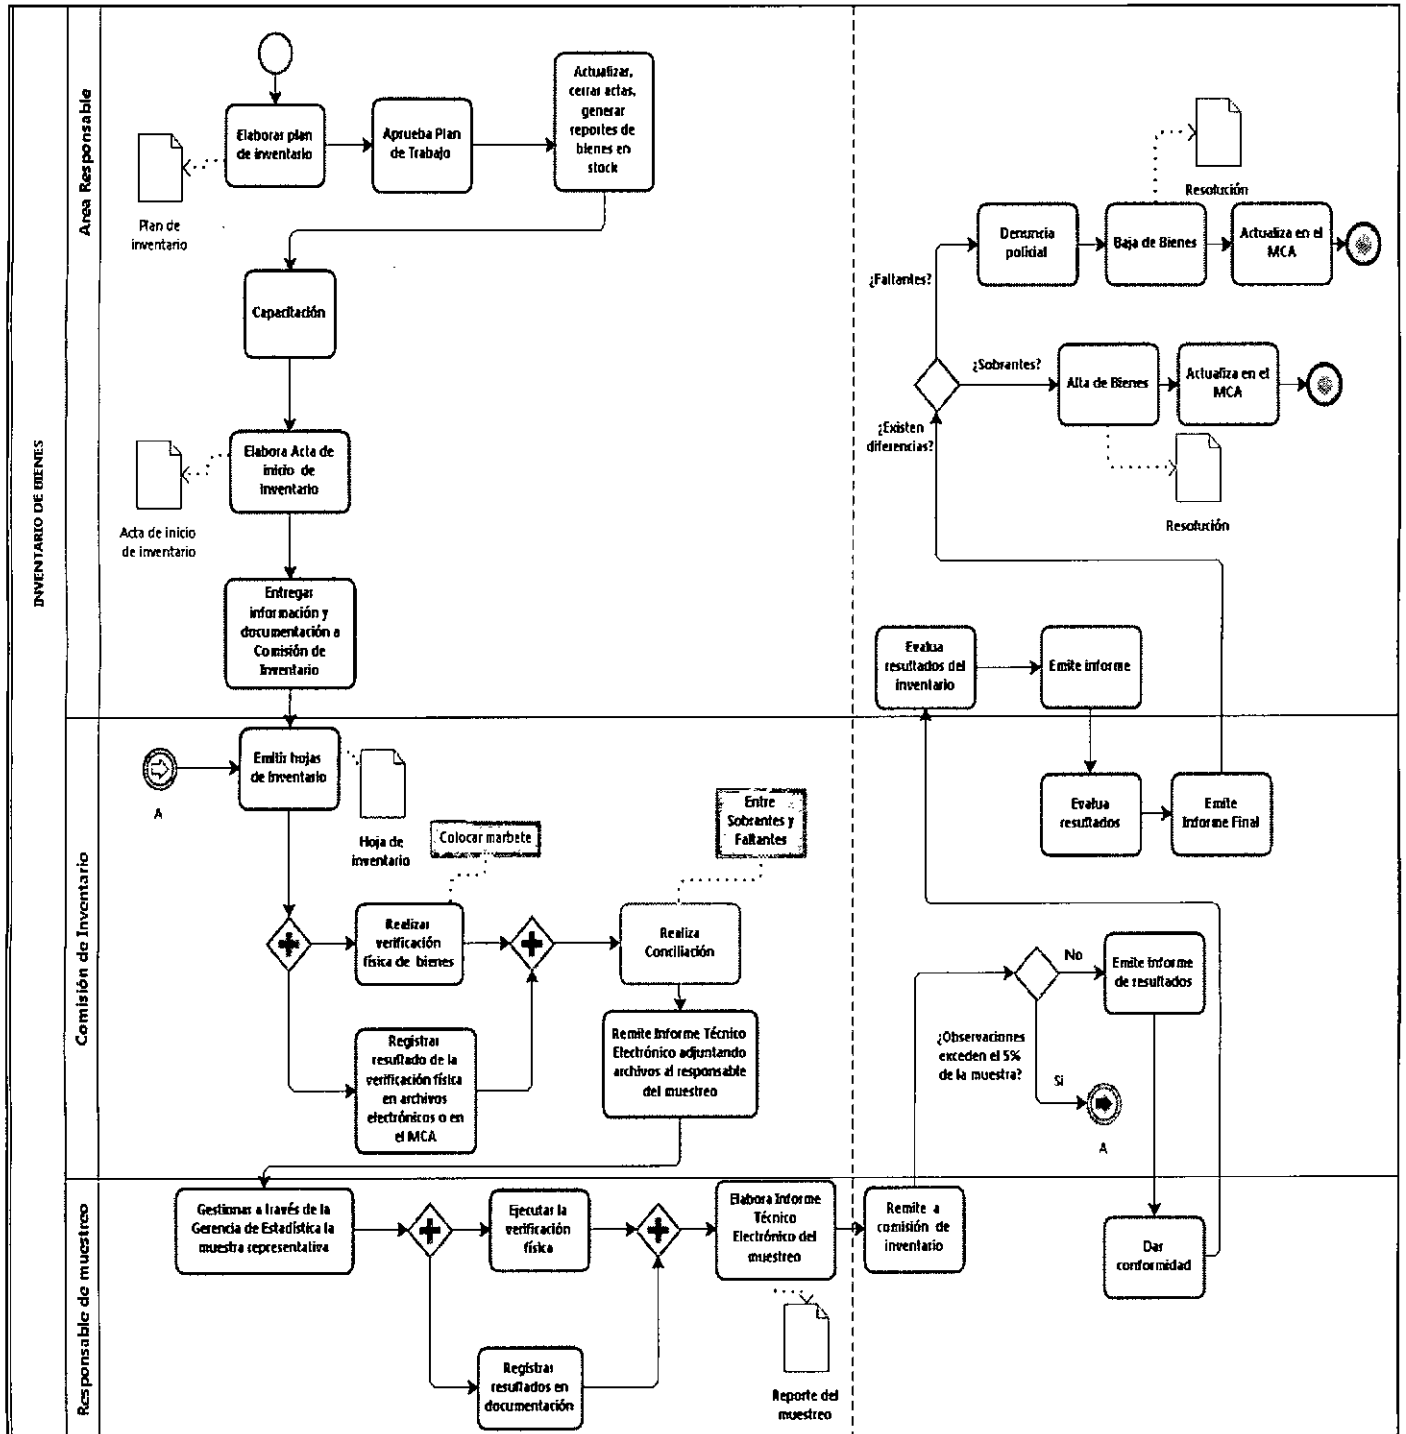 INVENTARIO DE BIENES
Area Responsable
Elaborar plan
de inventario
Plan de
inventario
Aprueba Plan
de Trabajo
Actualizar,
cerrar actas,
generar
reportes de
bienes en
stock
Capacitación
Elabora Acta de
inicio de
inventario
Acta de inicio
de inventario
Entregar
información y
documentación a
Comisión de
Inventario
Resolución
Denuncia
policial
Baja de Bienes
Actualiza en el
MCA
¿Faltantes?
¿Sobrantes?
Alta de Bienes
Actualiza en el
MCA
¿Existen
diferencias?
Resolución
Evalua
resultados del
inventario
Emite informe
Comisión de Inventario
A
Emitir hojas
de Inventario
Hoja de
inventario
Colocar marbete
Entre
Sobrantes y
Faltantes
Realizar
verificación
física de bienes
Realiza
Conciliación
Registrar
resultado de la
verificación física
en archivos
electrónicos o en
el MCA
Remite Informe Técnico
Electrónico adjuntando
archivos al responsable
del muestreo
Evalua
resultados
Emite
Informe Final
No
Emite informe
de resultados
¿Observaciones
exceden el 5%
de la muestra?
Si
A
Responsable de muestreo
Gestionar a través de la
Gerencia de Estadística la
muestra representativa
Ejecutar la
verificación
física
Registrar
resultados en
documentación
Elabora Informe
Técnico
Electrónico del
muestreo
Reporte del
muestreo
Remite a
comisión de
inventario
Dar
conformidad